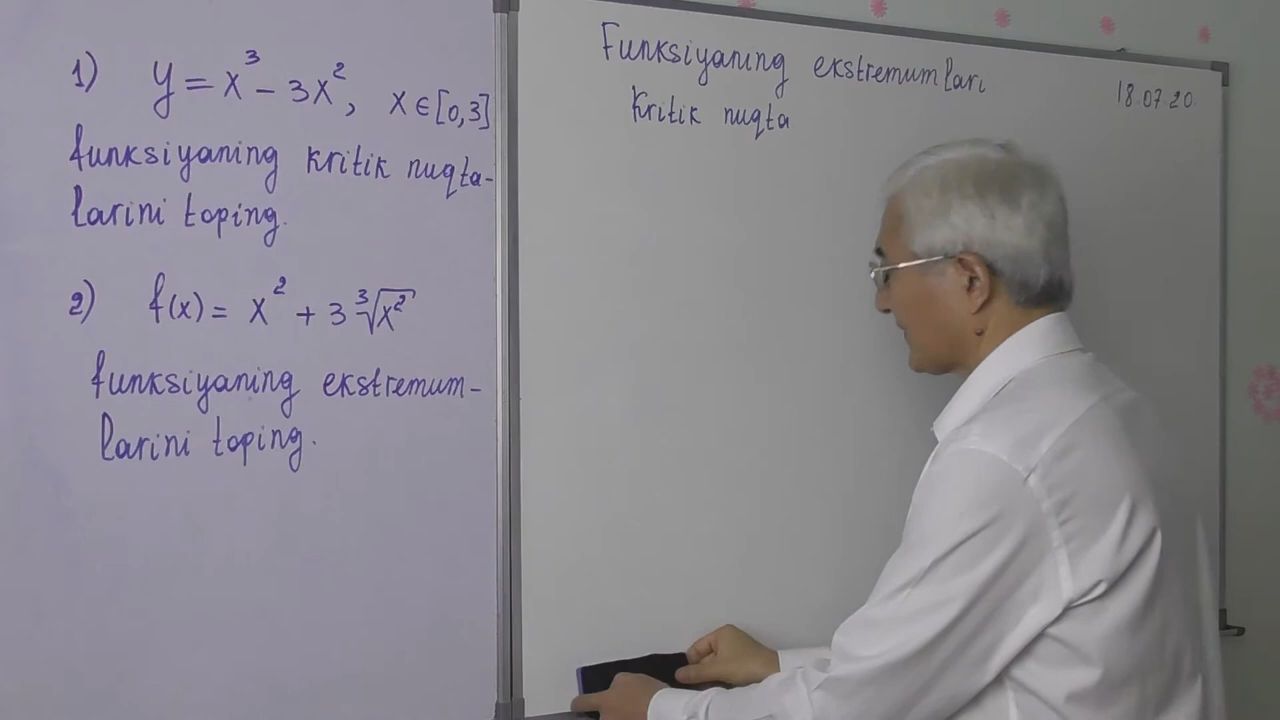 1) y = x³ – 3x², x ∈ [0,3]
funksiyaning kritik nuqta-
larini toping.
2) f(x) = x² + 3∛x²
funksiyaning ekstremum-
larini toping.
Funksiyaning ekstremumlari
Kritik nuqta
18.07.20